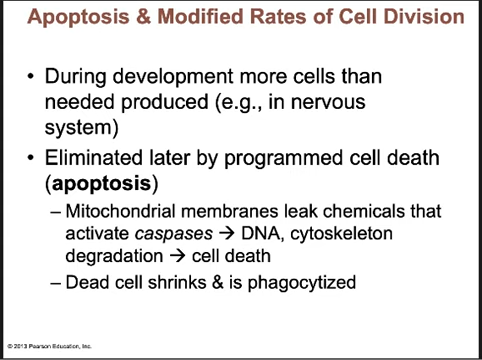 Apoptosis & Modified Rates of Cell Division
• During development more cells than
needed produced (e.g., in nervous
system)
• Eliminated later by programmed cell death
(apoptosis)
– Mitochondrial membranes leak chemicals that
activate caspases → DNA, cytoskeleton
degradation → cell death
– Dead cell shrinks & is phagocytized
© 2013 Pearson Education, Inc.